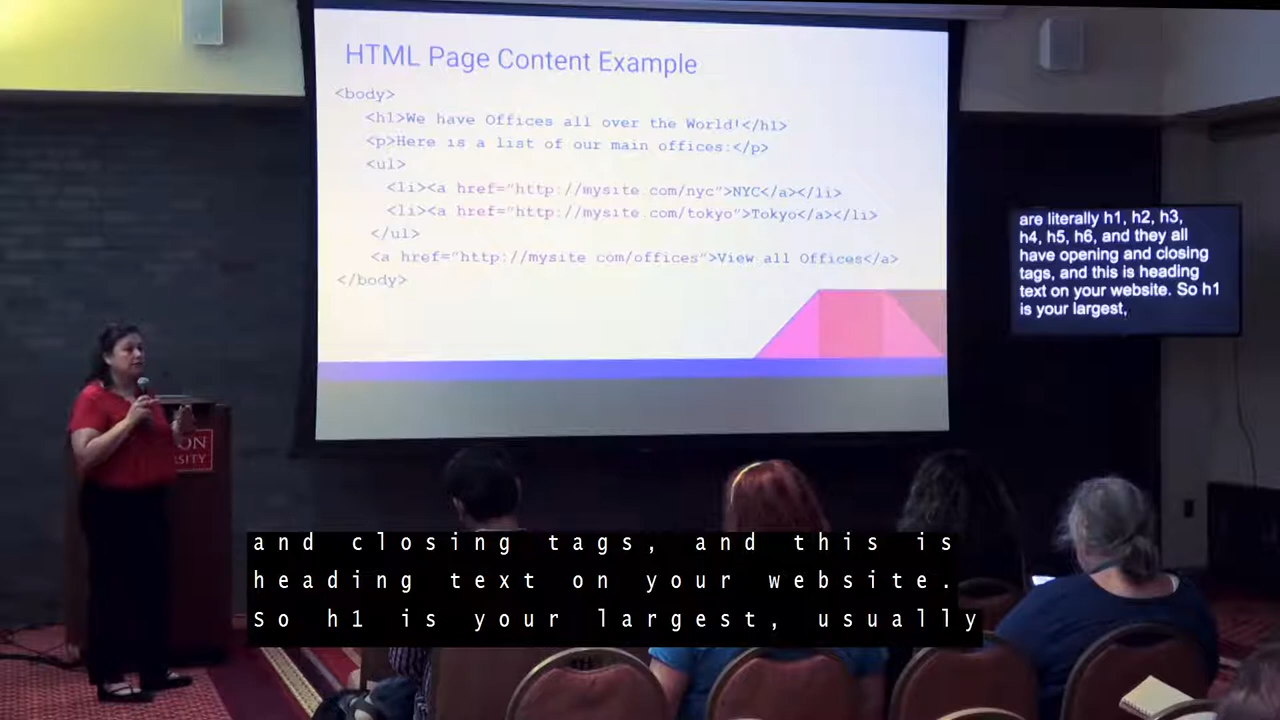 HTML Page Content Example
<body>
<h1>We have Offices all over the World!</h1>
<p>Here is a list of our main offices:</p>
<ul>
<li><a href="http://mysite.com/nyc">NYC</a></li>
<li><a href="http://mysite.com/tokyo">Tokyo</a></li>
</ul>
<a href="http://mysite.com/offices">View all Offices</a>
</body>
are literally h1, h2, h3,
h4, h5, h6, and they all
have opening and closing
tags, and this is heading
text on your website. So h1
is your largest,
and closing tags, and this is
heading text on your website.
So h1 is your largest, usually